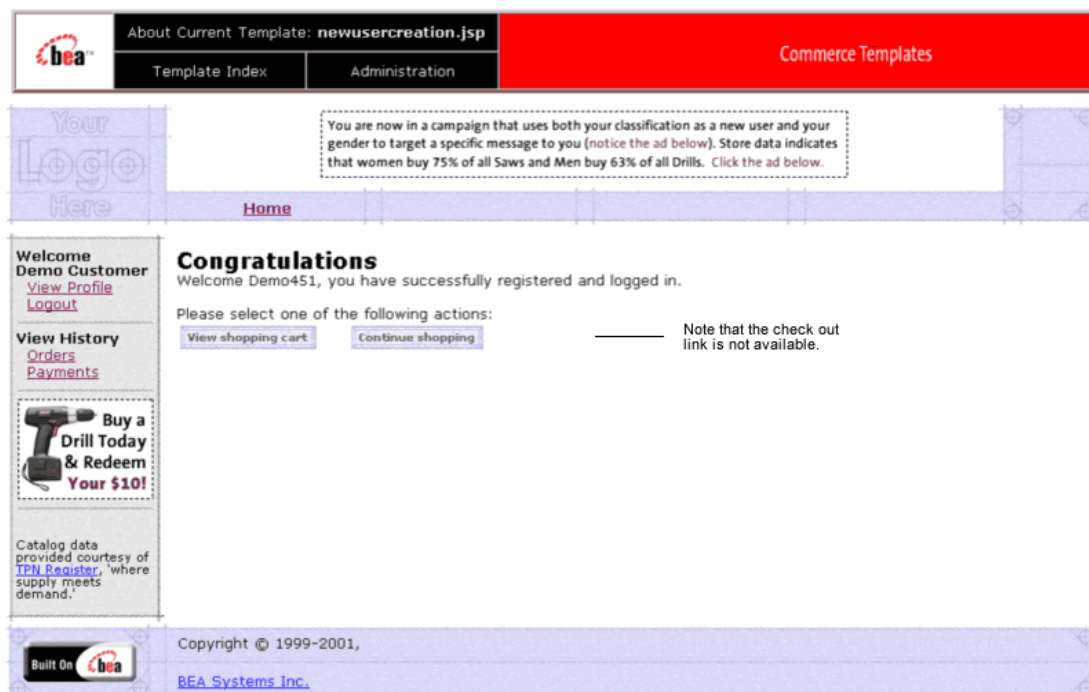 bea™
About Current Template: newusercreation.jsp
Template Index
Administration
Commerce Templates
Your
Logo
Here
You are now in a campaign that uses both your classification as a new user and your
gender to target a specific message to you (notice the ad below). Store data indicates
that women buy 75% of all Saws and Men buy 63% of all Drills. Click the ad below.
Home
Welcome
Demo Customer
View Profile
Logout
View History
Orders
Payments
Buy a
Drill Today
& Redeem
Your $10!
Catalog data
provided courtesy of
TPN Register, 'where
supply meets
demand.'
Congratulations
Welcome Demo451, you have successfully registered and logged in.
Please select one of the following actions:
View shopping cart
Continue shopping
Note that the check out
link is not available.
Built On bea
Copyright © 1999-2001,
BEA Systems Inc.